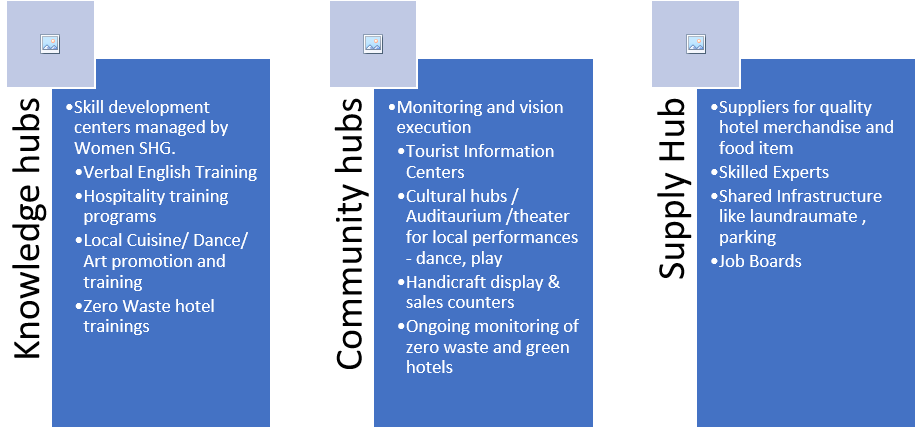 Knowledge hubs
•Skill development
centers managed by
Women SHG.
•Verbal English Training
•Hospitality training
programs
•Local Cuisine/ Dance/
Art promotion and
training
•Zero Waste hotel
trainings
Community hubs
•Monitoring and vision
execution
•Tourist Information
Centers
•Cultural hubs /
Auditaurium /theater
for local performances
- dance, play
•Handicraft display &
sales counters
•Ongoing monitoring of
zero waste and green
hotels
Supply Hub
•Suppliers for quality
hotel merchandise and
food item
•Skilled Experts
•Shared Infrastructure
like laundraumate ,
parking
•Job Boards